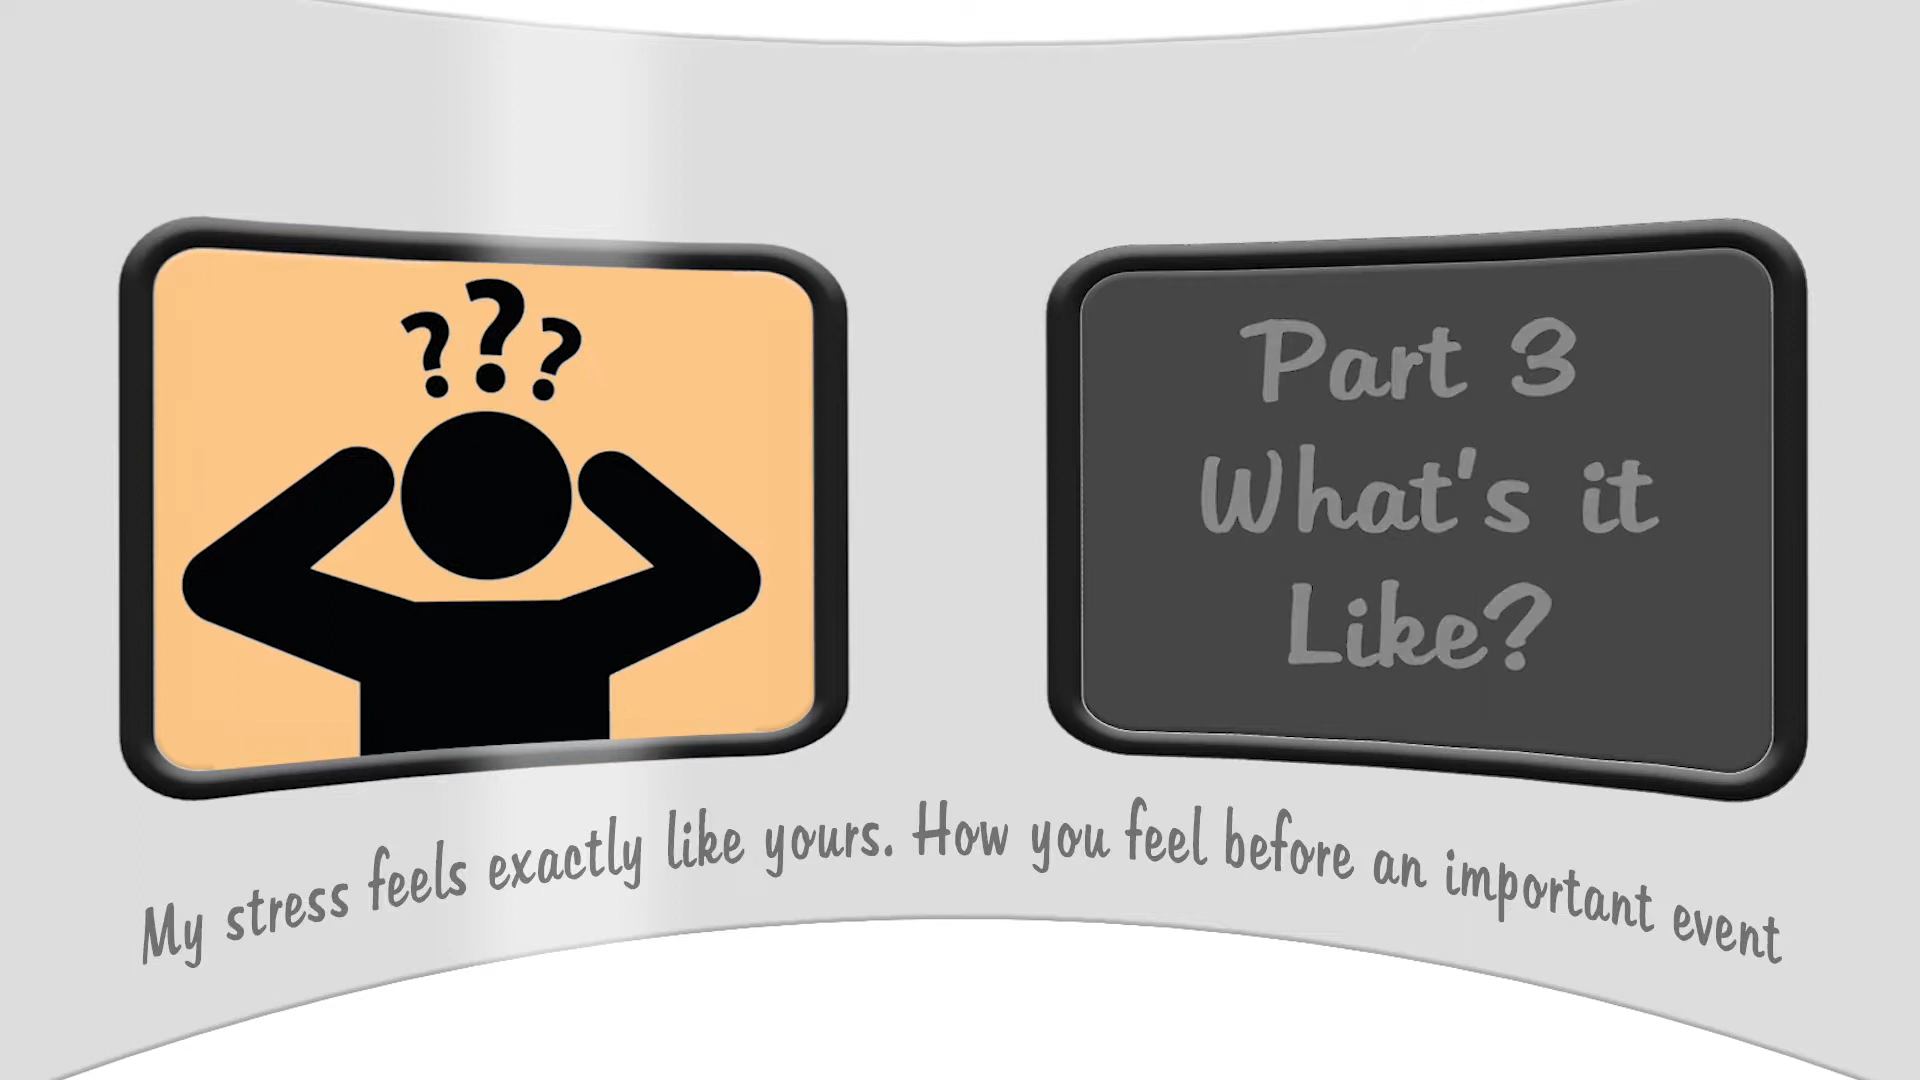 ? ? ?
Part 3
What's it
Like?
My stress feels exactly like yours. How you feel before an important event